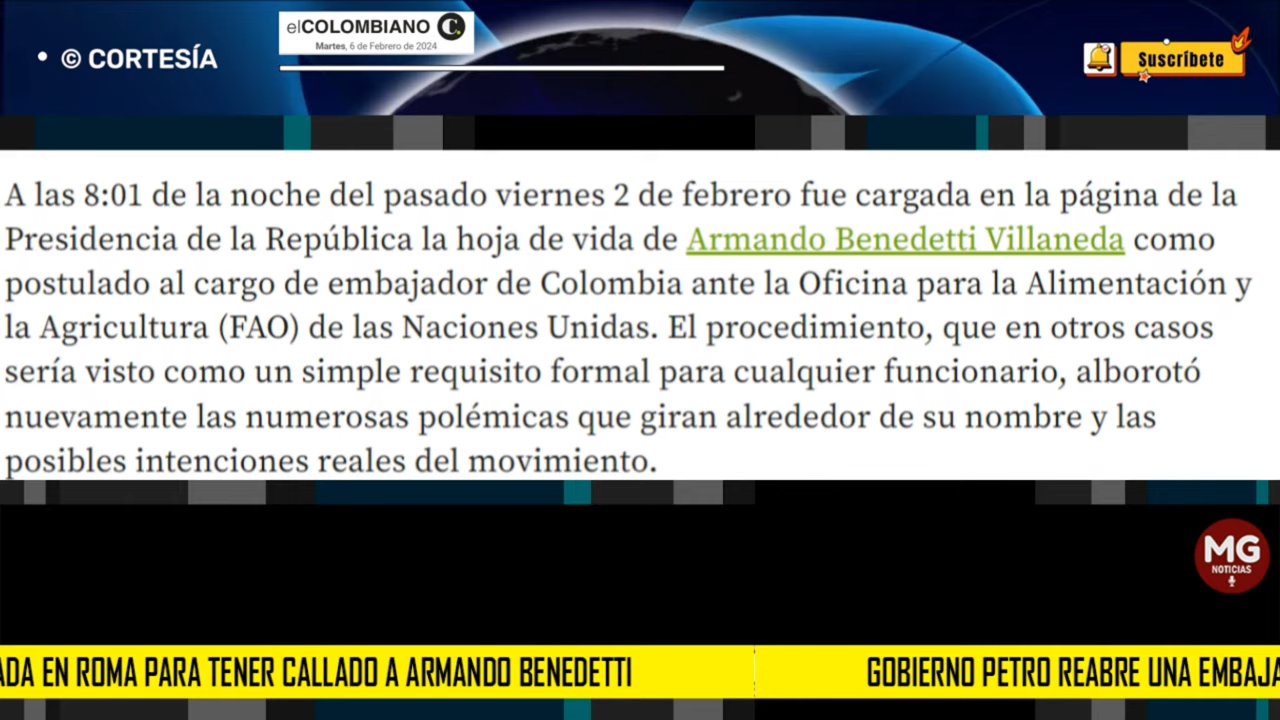 • © CORTESÍA
elCOLOMBIANO C.
Martes, 6 de Febrero de 2024
Suscríbete
A las 8:01 de la noche del pasado viernes 2 de febrero fue cargada en la página de la
Presidencia de la República la hoja de vida de Armando Benedetti Villaneda como
postulado al cargo de embajador de Colombia ante la Oficina para la Alimentación y
la Agricultura (FAO) de las Naciones Unidas. El procedimiento, que en otros casos
sería visto como un simple requisito formal para cualquier funcionario, alborotó
nuevamente las numerosas polémicas que giran alrededor de su nombre y las
posibles intenciones reales del movimiento.
MG
NOTICIAS
ADA EN ROMA PARA TENER CALLADO A ARMANDO BENEDETTI GOBIERNO PETRO REABRE UNA EMBAJA